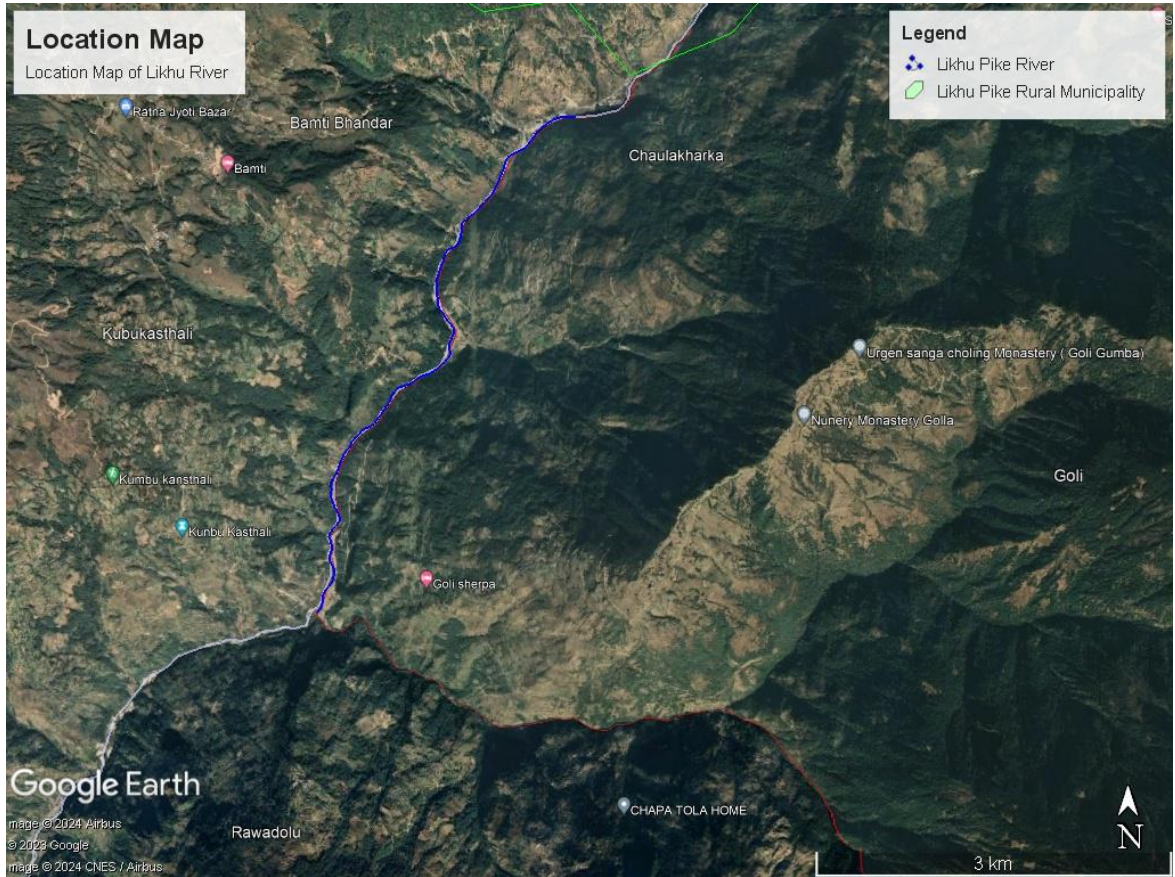 Location Map
Location Map of Likhu River
Legend
Likhu Pike River
Likhu Pike Rural Municipality
Ratna Jyoti Bazar
Bamti Bhandar
Bamti
Chaulakharka
Kubukasthali
Urgen sanga choling Monastery ( Goli Gumba)
Nunery Monastery Golla
Kumbu kansthali
Goli
Kunbu Kasthali
Goli sherpa
Google Earth
CHAPA TOLA HOME
mage © 2024 Airbus
Rawadolu
© 2023 Google
mage © 2024 CNES / Airbus
N
3 km